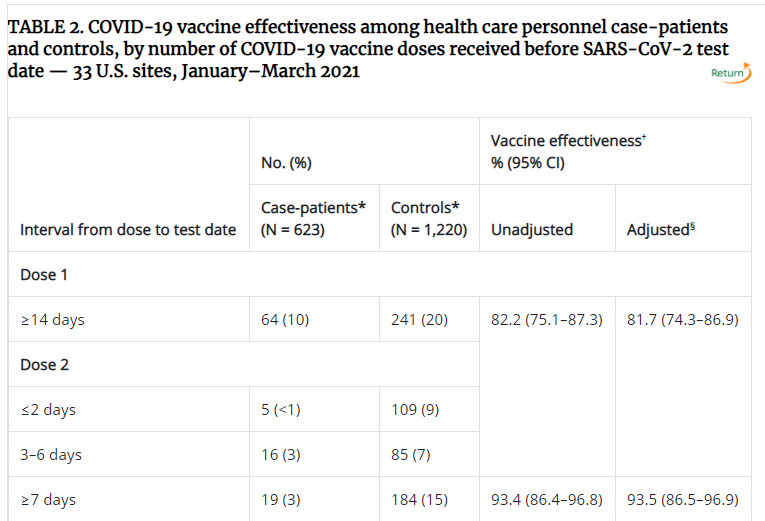 TABLE 2. COVID-19 vaccine effectiveness among health care personnel case-patients
and controls, by number of COVID-19 vaccine doses received before SARS-CoV-2 test
date — 33 U.S. sites, January–March 2021
Return
Interval from dose to test date
No. (%)
Vaccine effectiveness†
% (95% CI)
Case-patients*
(N = 623)
Controls*
(N = 1,220)
Unadjusted
Adjusted§
Dose 1
≥14 days 64 (10) 241 (20) 82.2 (75.1–87.3) 81.7 (74.3–86.9)
Dose 2
≤2 days 5 (<1) 109 (9)
3–6 days 16 (3) 85 (7)
≥7 days 19 (3) 184 (15) 93.4 (86.4–96.8) 93.5 (86.5–96.9)